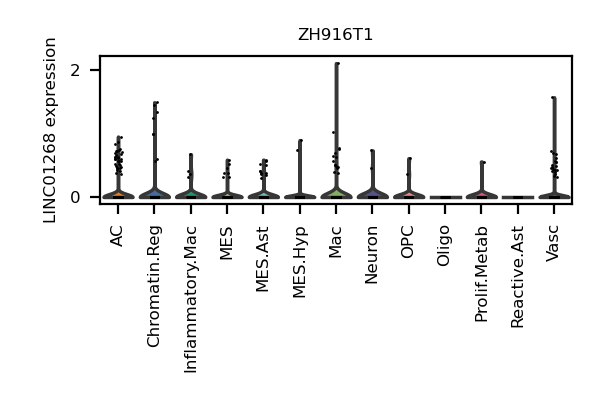 ZH916T1
LINC01268 expression
2
0
AC
Chromatin.Reg
Inflammatory.Mac
MES
MES.Ast
MES.Hyp
Mac
Neuron
OPC
Oligo
Prolif.Metab
Reactive.Ast
Vasc